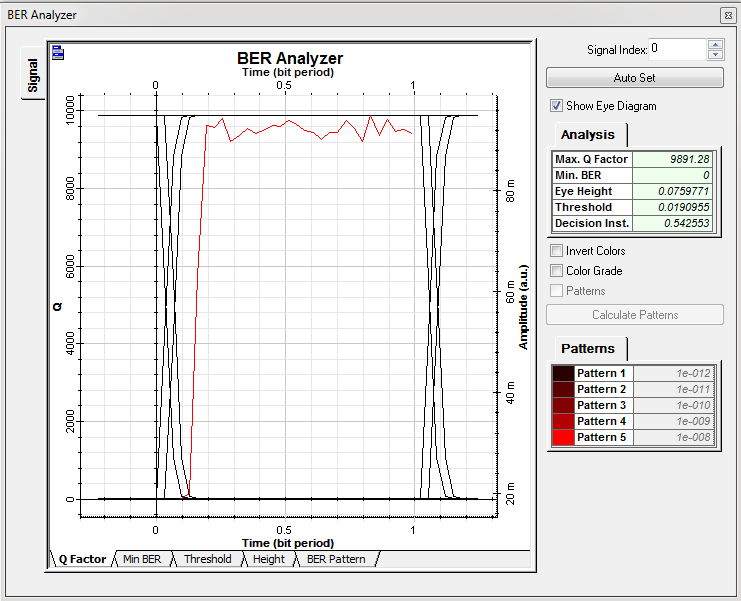 BER Analyzer
Signal
BER Analyzer
Time (bit period)
0 0.5 1
10000
8000
6000
4000
2000
0
Q
80 m
60 m
40 m
20 m
Amplitude (a.u.)
0 0.5 1
Time (bit period)
Q Factor Min BER Threshold Height BER Pattern
Signal Index: 0
Auto Set
Show Eye Diagram
Analysis
Max. Q Factor 9891.28
Min. BER 0
Eye Height 0.0759771
Threshold 0.0190955
Decision Inst. 0.542553
Invert Colors
Color Grade
Patterns
Calculate Patterns
Patterns
Pattern 1 1e-012
Pattern 2 1e-011
Pattern 3 1e-010
Pattern 4 1e-009
Pattern 5 1e-008